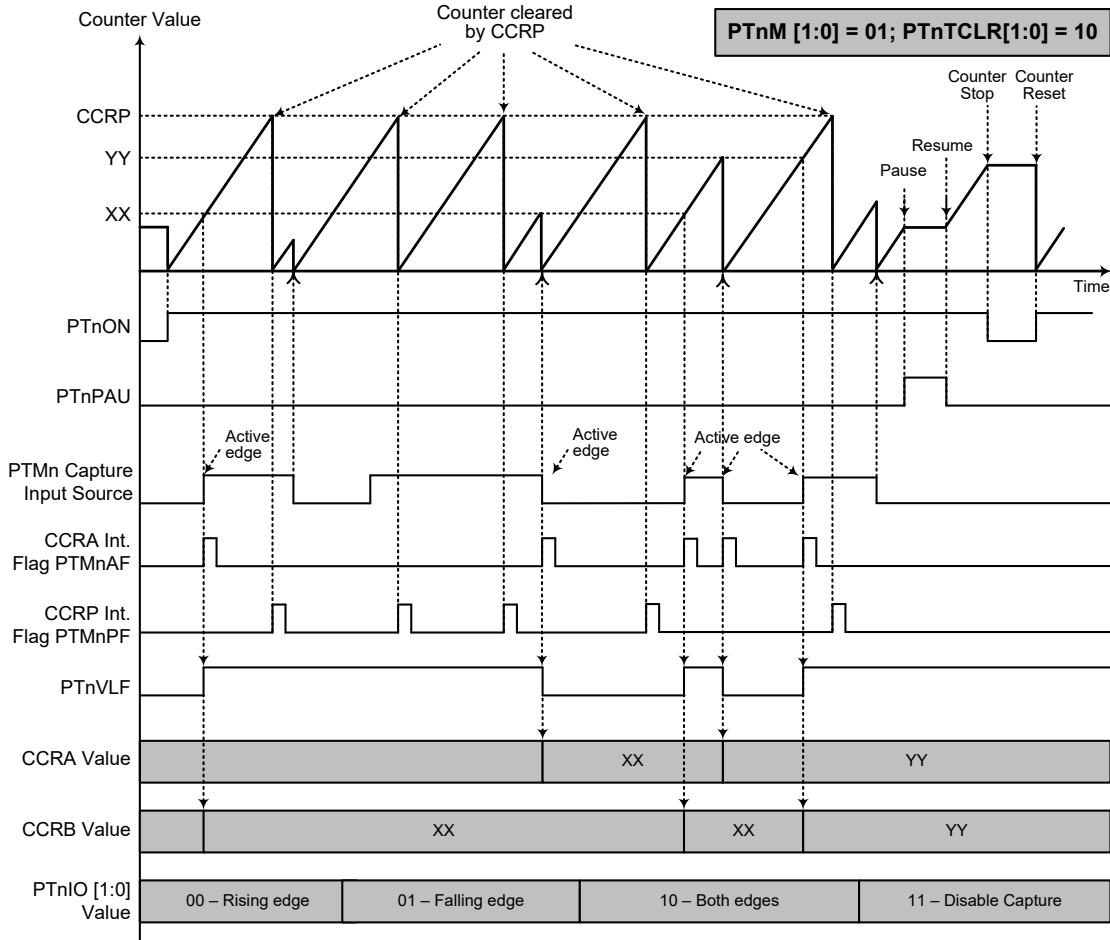 Counter Value
Counter cleared
by CCRP
PTnM [1:0] = 01; PTnTCLR[1:0] = 10
Counter
Stop
Counter
Reset
CCRP
YY
XX
Pause
Resume
Time
PTnON
PTnPAU
PTMn Capture
Input Source
Active
edge
Active
edge
Active edge
CCRA Int.
Flag PTMnAF
CCRP Int.
Flag PTMnPF
PTnVLF
CCRA Value
XX
YY
CCRB Value
XX
XX
YY
PTnIO [1:0]
Value
00 – Rising edge
01 – Falling edge
10 – Both edges
11 – Disable Capture